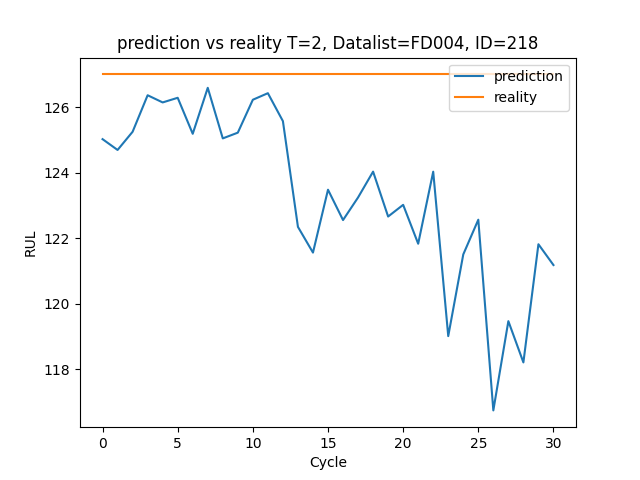 prediction vs reality T=2, Datalist=FD004, ID=218
prediction
reality
126
124
122
120
118
RUL
0 5 10 15 20 25 30
Cycle